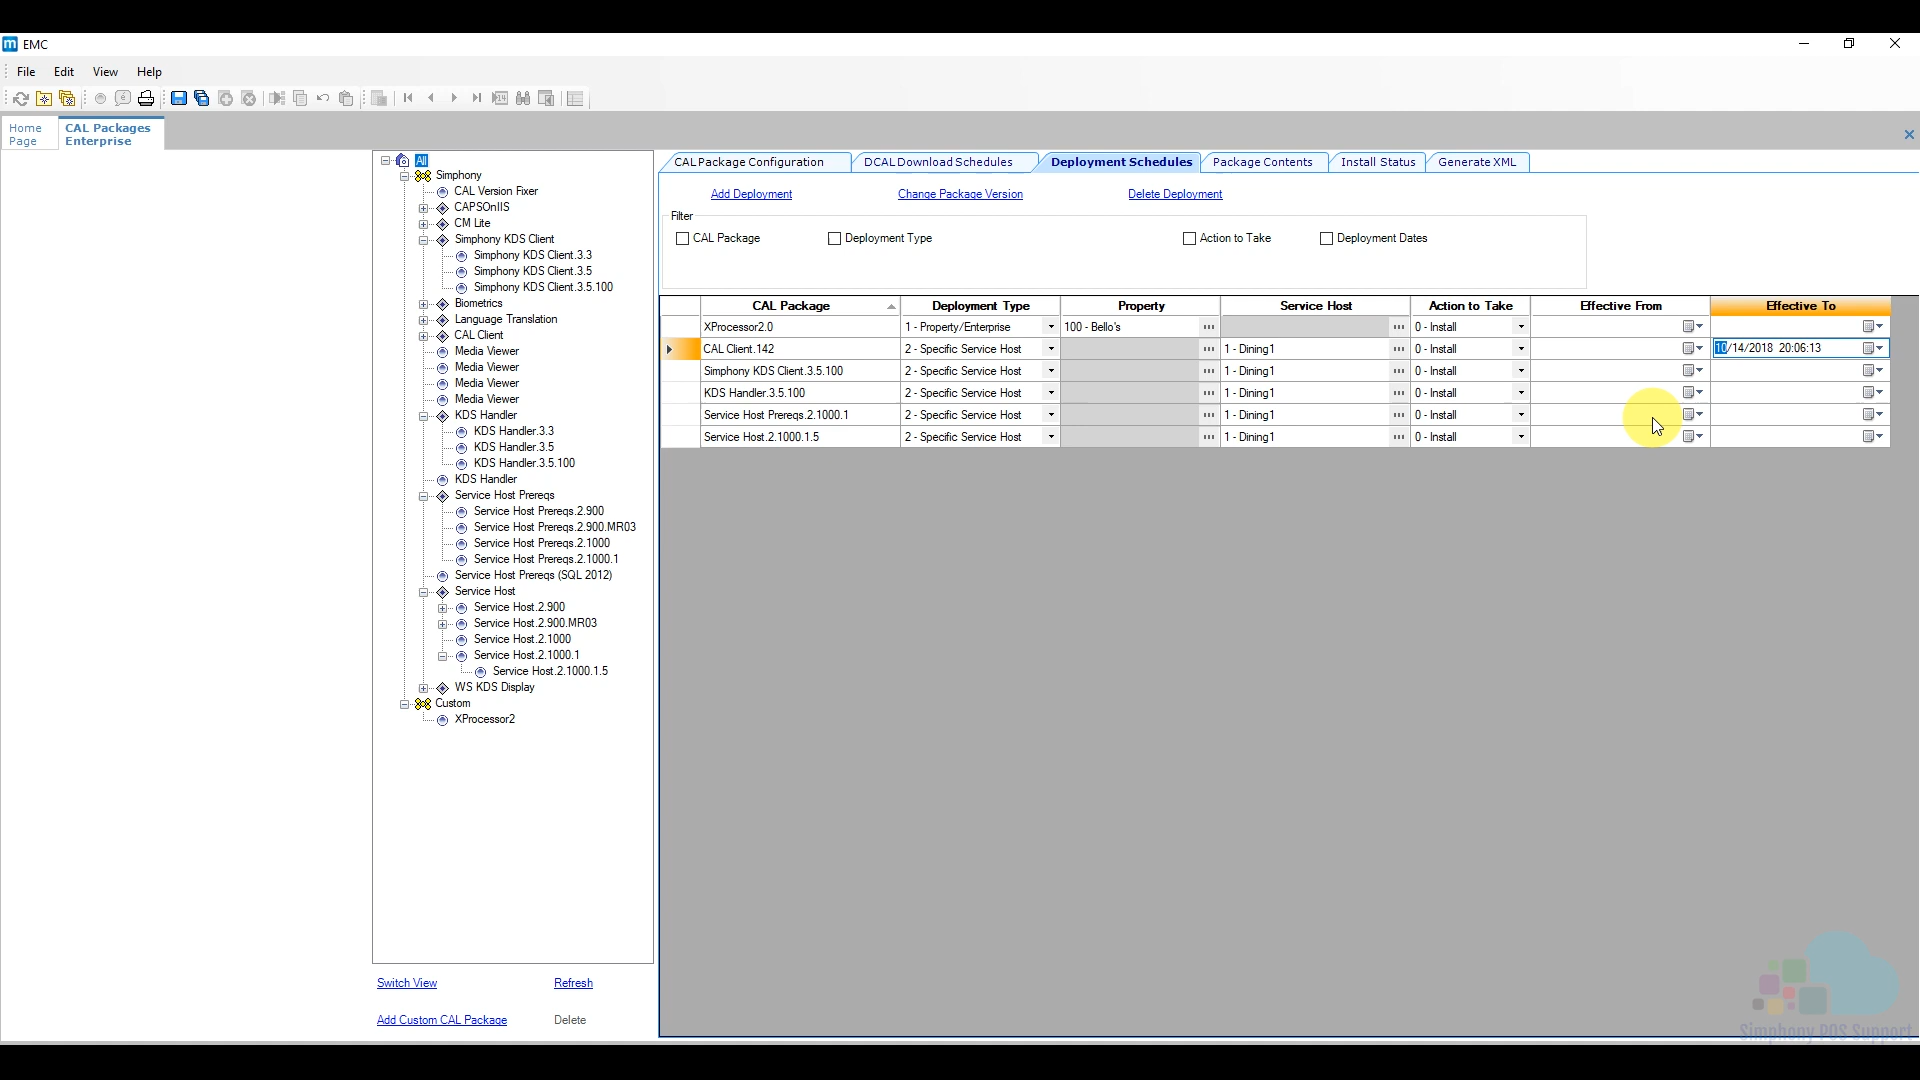 m EMC
File Edit View Help
Home Page
CAL Packages Enterprise
All
Simphony
CAL Version Fixer
CAPSOnIIS
CM Lite
Simphony KDS Client
Simphony KDS Client.3.3
Simphony KDS Client.3.5
Simphony KDS Client.3.5.100
Biometrics
Language Translation
CAL Client
Media Viewer
Media Viewer
Media Viewer
Media Viewer
KDS Handler
KDS Handler.3.3
KDS Handler.3.5
KDS Handler.3.5.100
KDS Handler
Service Host Prereqs
Service Host Prereqs.2.900
Service Host Prereqs.2.900.MR03
Service Host Prereqs.2.1000
Service Host Prereqs.2.1000.1
Service Host Prereqs (SQL 2012)
Service Host
Service Host.2.900
Service Host.2.900.MR03
Service Host.2.1000
Service Host.2.1000.1
Service Host.2.1000.1.5
WS KDS Display
Custom
XProcessor2
Switch View Refresh
Add Custom CAL Package Delete
CAL Package Configuration DCAL Download Schedules Deployment Schedules Package Contents Install Status Generate XML
Add Deployment Change Package Version Delete Deployment
Filter
CAL Package Deployment Type Action to Take Deployment Dates
CAL Package Deployment Type Property Service Host Action to Take Effective From Effective To
XProcessor2.0 1 - Property/Enterprise 100 - Bello's 0 - Install
CAL Client.142 2 - Specific Service Host 1 - Dining1 0 - Install 10/14/2018 20:06:13
Simphony KDS Client.3.5.100 2 - Specific Service Host 1 - Dining1 0 - Install
KDS Handler.3.5.100 2 - Specific Service Host 1 - Dining1 0 - Install
Service Host Prereqs.2.1000.1 2 - Specific Service Host 1 - Dining1 0 - Install
Service Host.2.1000.1.5 2 - Specific Service Host 1 - Dining1 0 - Install
Simphony POS Support